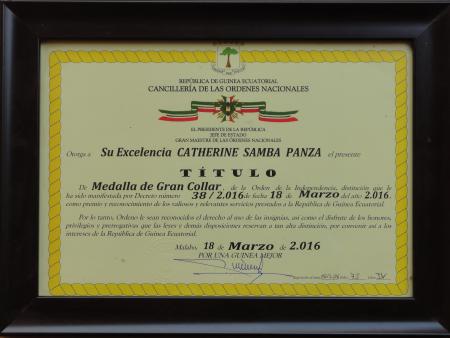 REPÚBLICA DE GUINEA ECUATORIAL
CANCILLERÍA DE LAS ORDENES NACIONALES
EL PRESIDENTE DE LA REPÚBLICA
JEFE DE ESTADO
GRAN MAESTRE DE LAS ÓRDENES NACIONALES
Otorga a Su Excelencia CATHERINE SAMBA PANZA el presente
TÍTULO
De Medalla de Gran Collar, de la Orden de la Independencia, distinción que le
ha sido manifestada por Decreto número 38/2.016 de fecha 18 de Marzo del año 2.016,
como premio y reconocimiento de los valiosos y relevantes servicios prestados a la República de Guinea Ecuatorial.
Por lo tanto, Ordeno le sean reconocidos el derecho al uso de las insignias, así como el disfrute de los honores,
privilegios y prerrogativas que las leyes y demás disposiciones reservan a tan alta distinción, por convenir así a los
intereses de la República de Guinea Ecuatorial.
Malabo, 18 de Marzo de 2.016
POR UNA GUINEA MEJOR